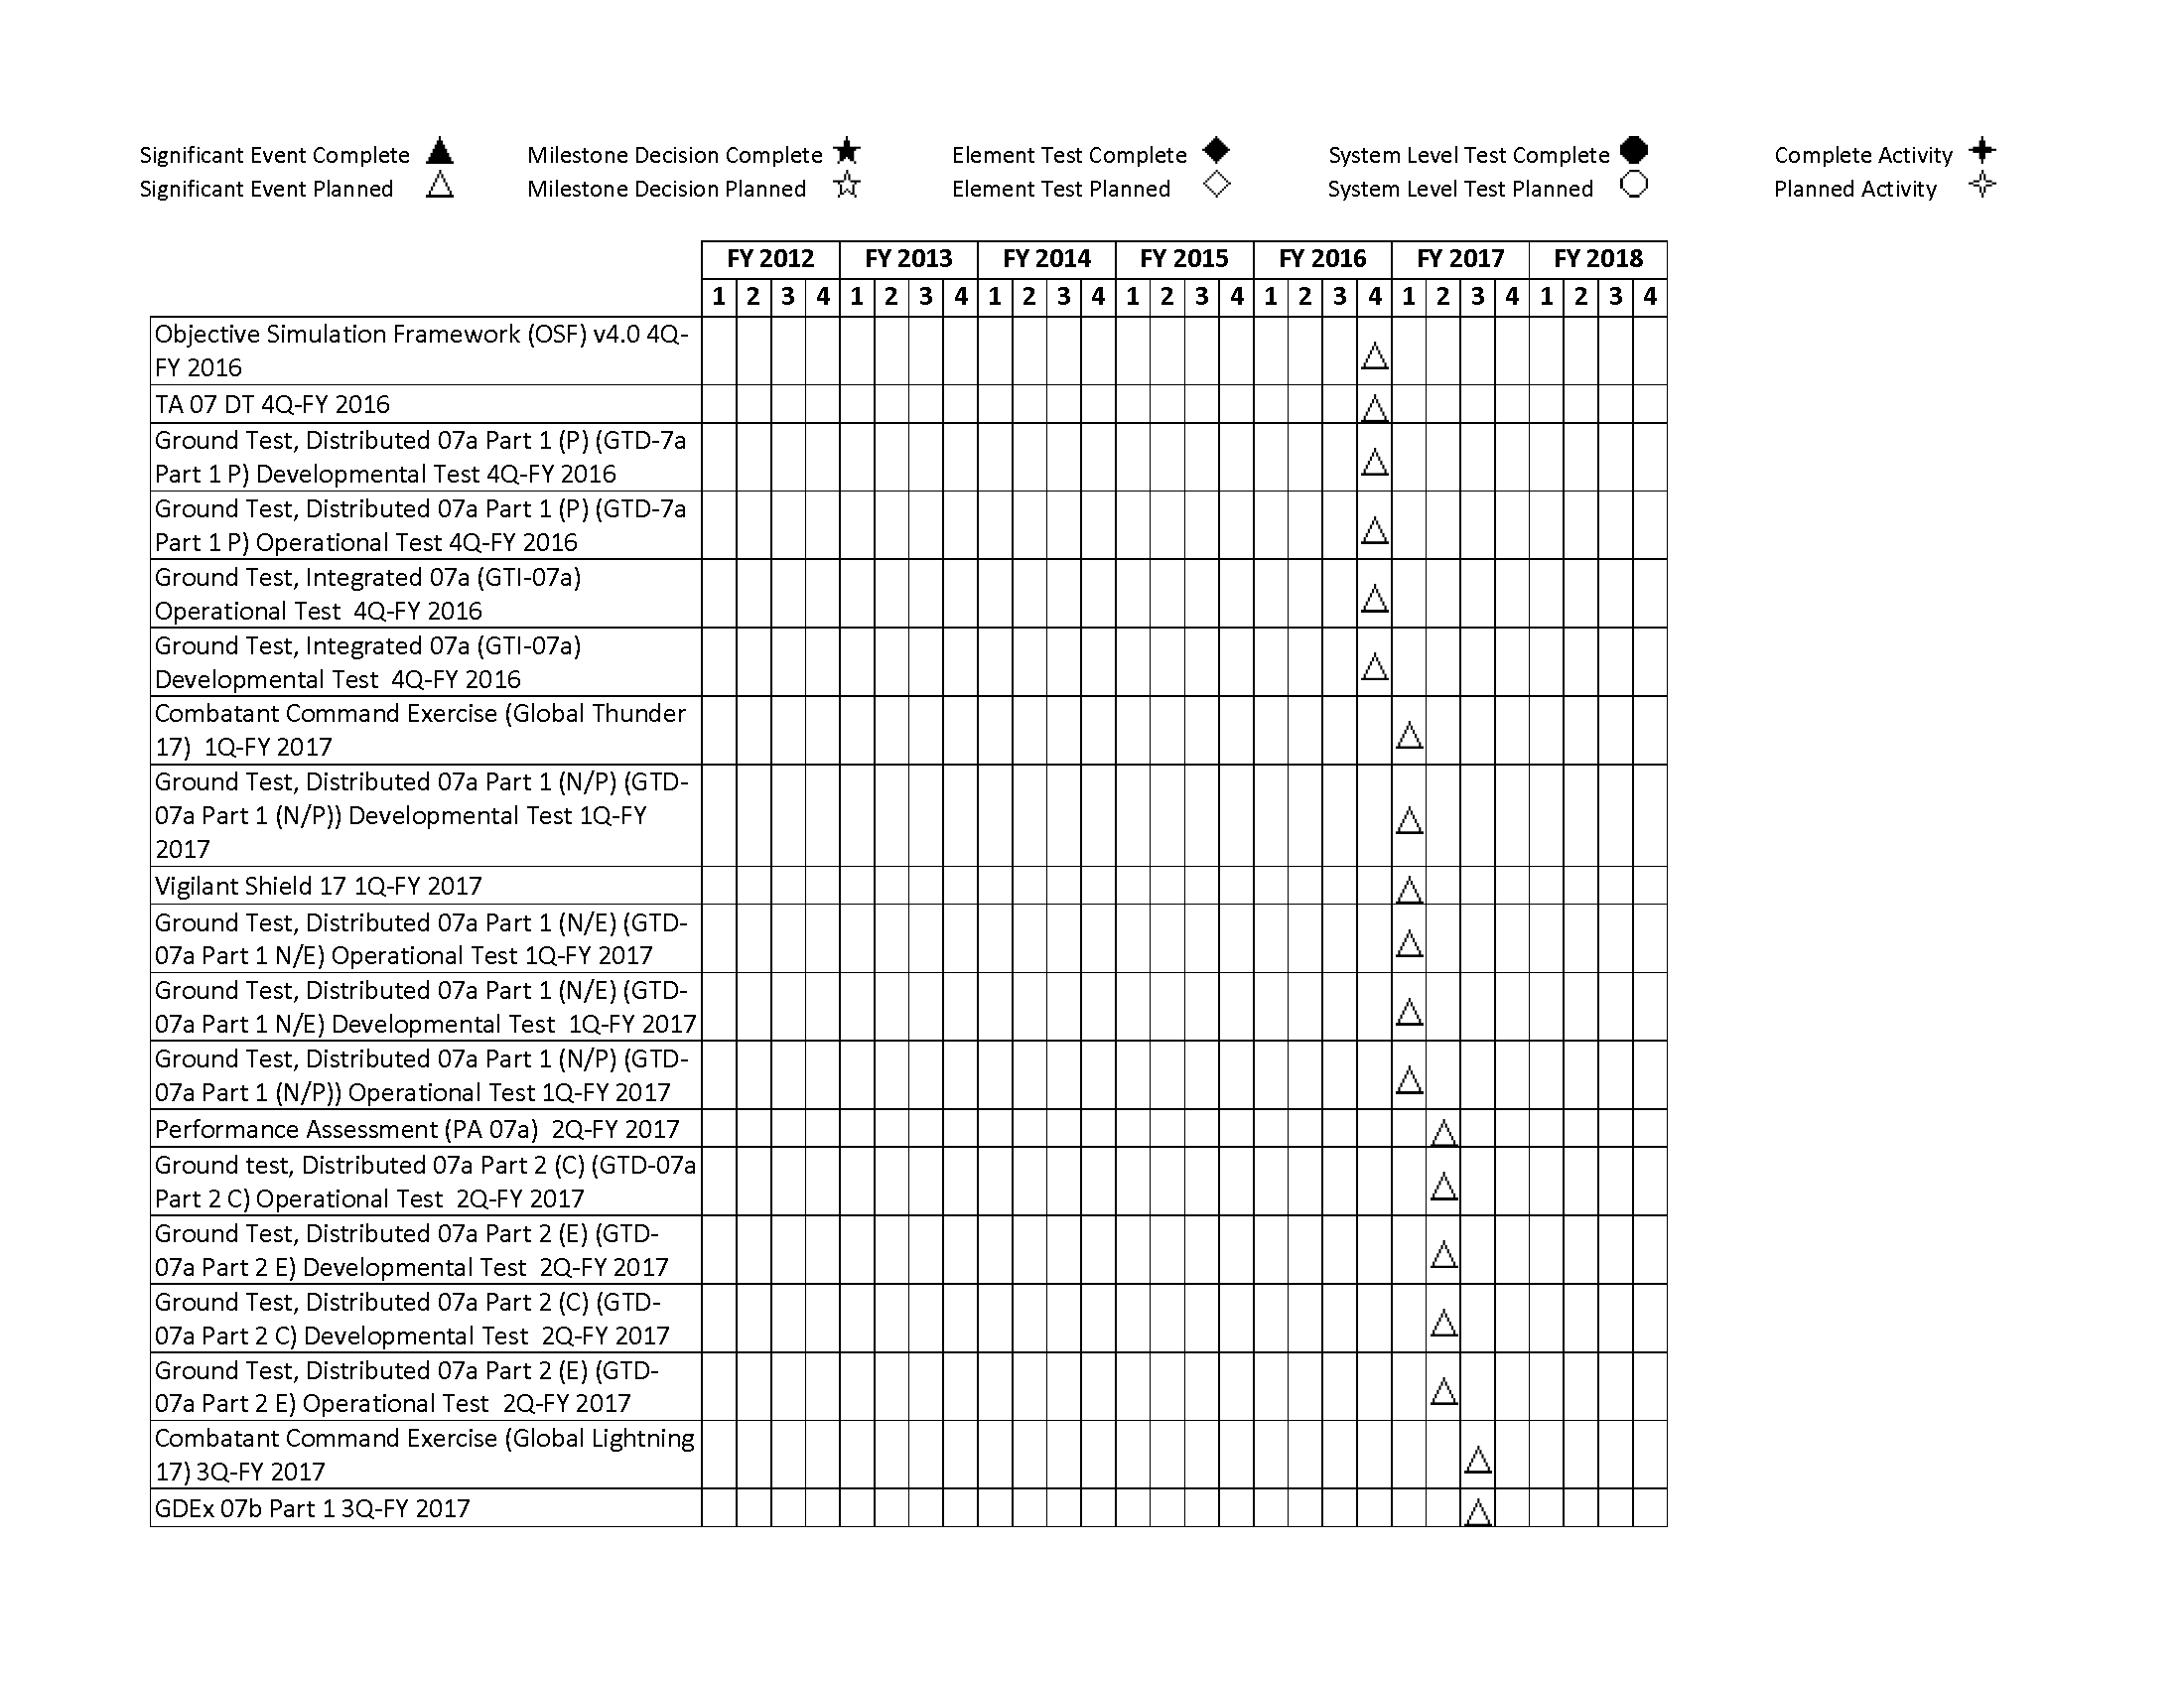 Significant Event Complete Milestone Decision Complete Element Test Complete System Level Test Complete Complete Activity
Significant Event Planned Milestone Decision Planned Element Test Planned System Level Test Planned Planned Activity
FY 2012 FY 2013 FY 2014 FY 2015 FY 2016 FY 2017 FY 2018
1 2 3 4 1 2 3 4 1 2 3 4 1 2 3 4 1 2 3 4 1 2 3 4 1 2 3 4
Objective Simulation Framework (OSF) v4.0 4Q-
FY 2016
TA 07 DT 4Q-FY 2016
Ground Test, Distributed 07a Part 1 (P) (GTD-7a
Part 1 P) Developmental Test 4Q-FY 2016
Ground Test, Distributed 07a Part 1 (P) (GTD-7a
Part 1 P) Operational Test 4Q-FY 2016
Ground Test, Integrated 07a (GTI-07a)
Operational Test 4Q-FY 2016
Ground Test, Integrated 07a (GTI-07a)
Developmental Test 4Q-FY 2016
Combatant Command Exercise (Global Thunder
17) 1Q-FY 2017
Ground Test, Distributed 07a Part 1 (N/P) (GTD-
07a Part 1 (N/P)) Developmental Test 1Q-FY
2017
Vigilant Shield 17 1Q-FY 2017
Ground Test, Distributed 07a Part 1 (N/E) (GTD-
07a Part 1 N/E) Operational Test 1Q-FY 2017
Ground Test, Distributed 07a Part 1 (N/E) (GTD-
07a Part 1 N/E) Developmental Test 1Q-FY 2017
Ground Test, Distributed 07a Part 1 (N/P) (GTD-
07a Part 1 (N/P)) Operational Test 1Q-FY 2017
Performance Assessment (PA 07a) 2Q-FY 2017
Ground test, Distributed 07a Part 2 (C) (GTD-07a
Part 2 C) Operational Test 2Q-FY 2017
Ground Test, Distributed 07a Part 2 (E) (GTD-
07a Part 2 E) Developmental Test 2Q-FY 2017
Ground Test, Distributed 07a Part 2 (C) (GTD-
07a Part 2 C) Developmental Test 2Q-FY 2017
Ground Test, Distributed 07a Part 2 (E) (GTD-
07a Part 2 E) Operational Test 2Q-FY 2017
Combatant Command Exercise (Global Lightning
17) 3Q-FY 2017
GDEx 07b Part 1 3Q-FY 2017